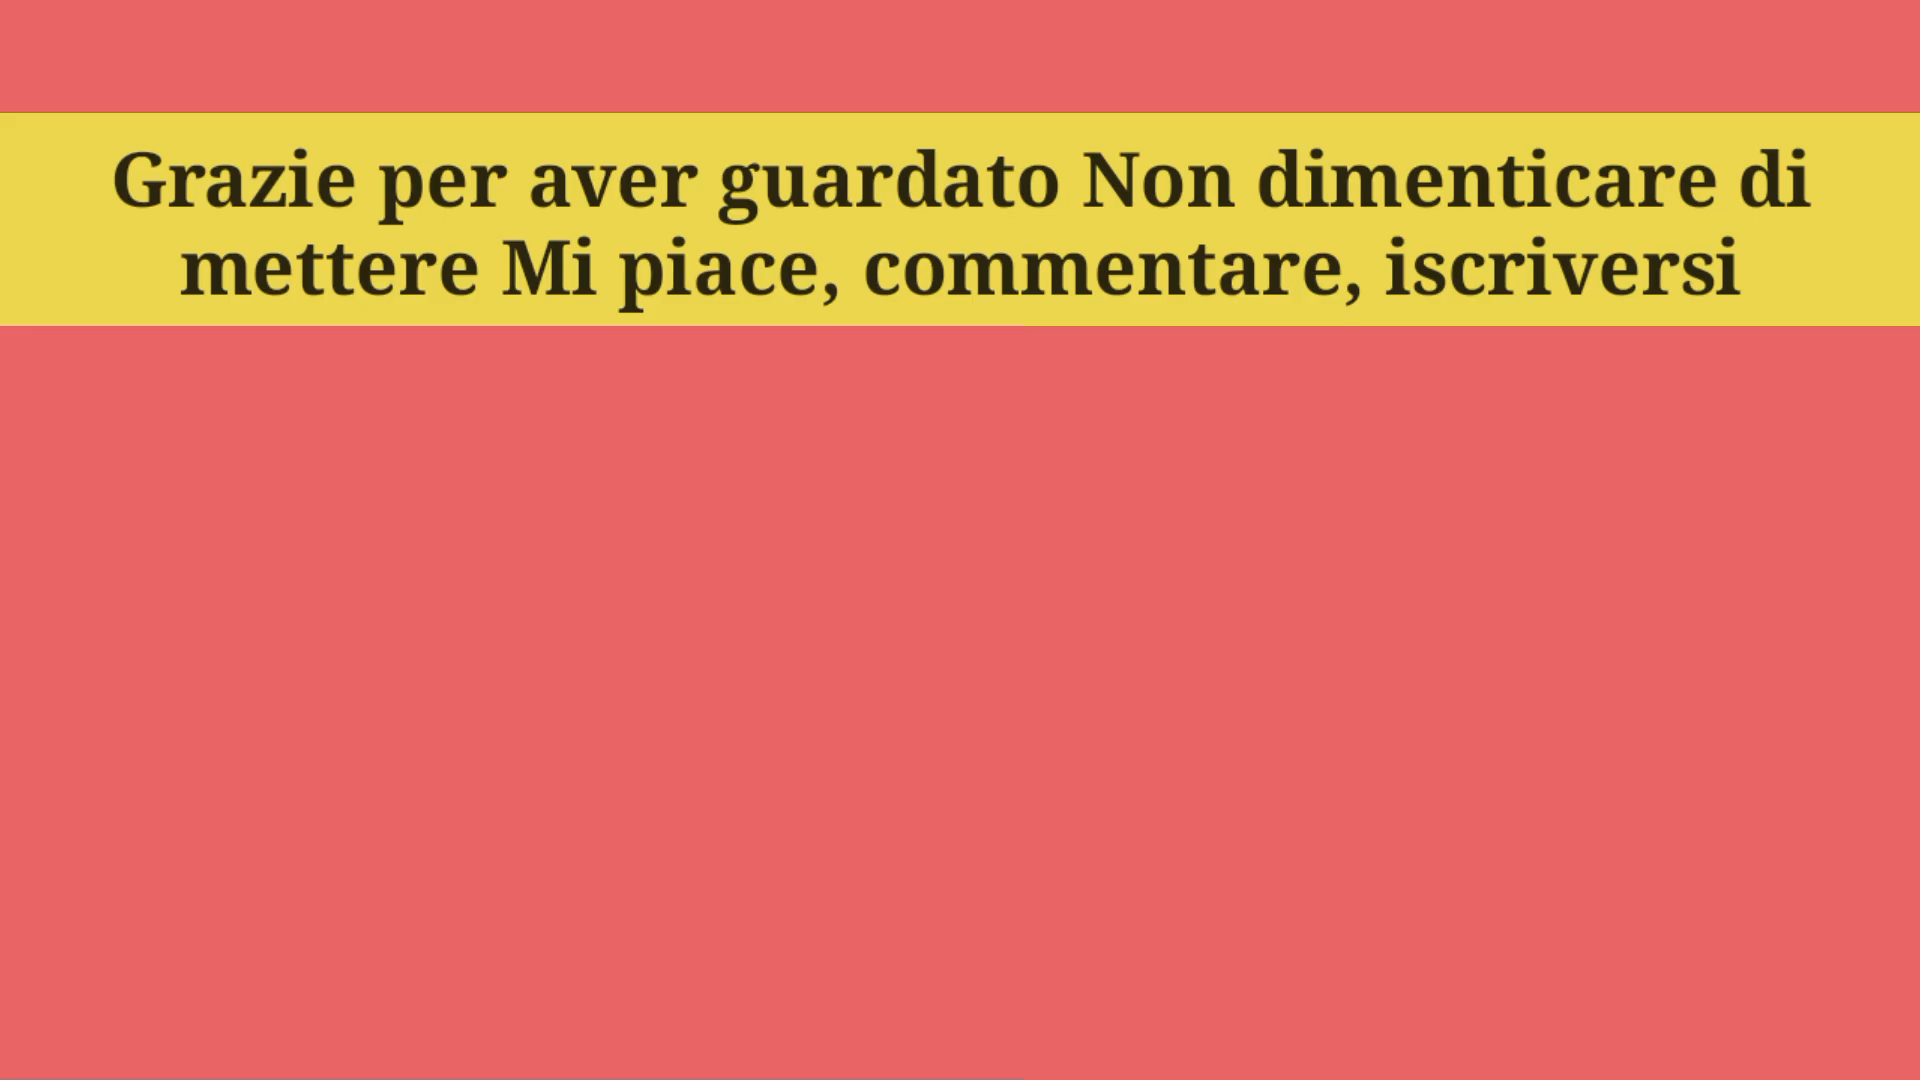 Grazie per aver guardato Non dimenticare di
mettere Mi piace, commentare, iscriversi